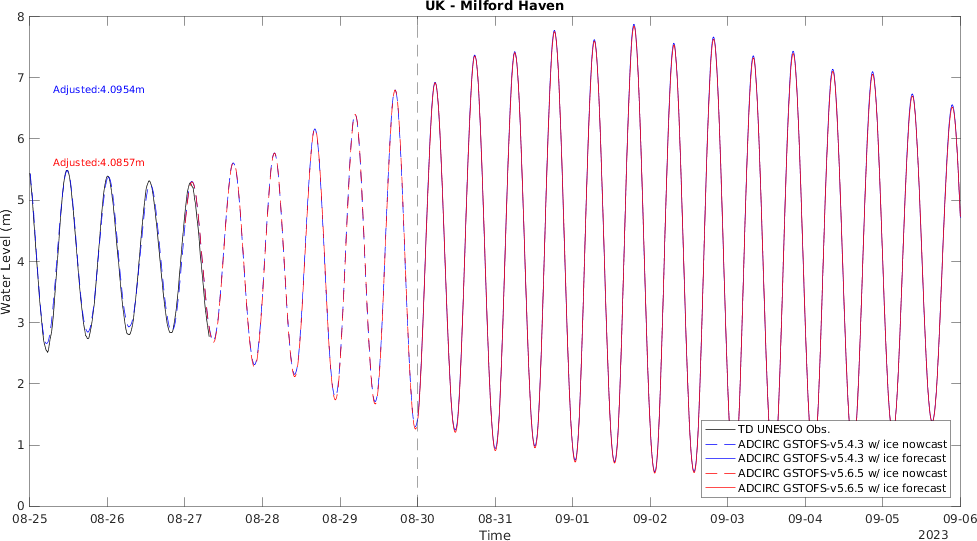 UK - Milford Haven
8
7
6
5
4
3
2
1
0
Water Level (m)
Adjusted:4.0954m
Adjusted:4.0857m
TD UNESCO Obs.
ADCIRC GSTOFS-v5.4.3 w/ ice nowcast
ADCIRC GSTOFS-v5.4.3 w/ ice forecast
ADCIRC GSTOFS-v5.6.5 w/ ice nowcast
ADCIRC GSTOFS-v5.6.5 w/ ice forecast
08-25 08-26 08-27 08-28 08-29 08-30 08-31 09-01 09-02 09-03 09-04 09-05 09-06
Time
2023